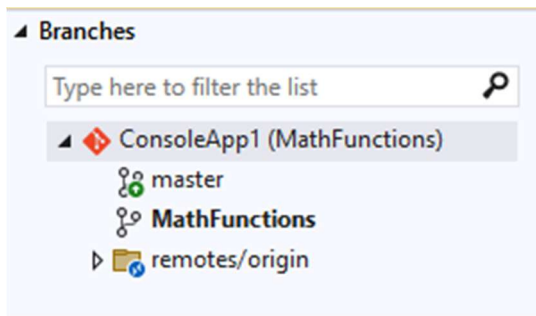 Branches
Type here to filter the list
ConsoleApp1 (MathFunctions)
master
MathFunctions
remotes/origin